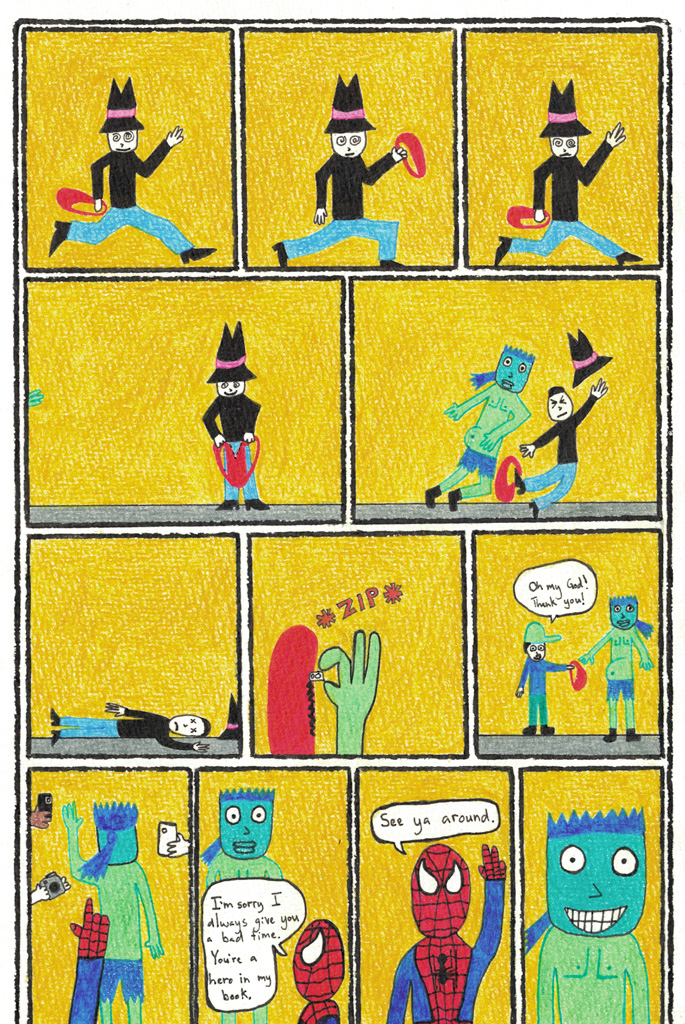 *ZIP*
Oh my God!
Thank you!
I'm sorry I
always give you
a bad time.
You're a
hero in my
book.
See ya around.